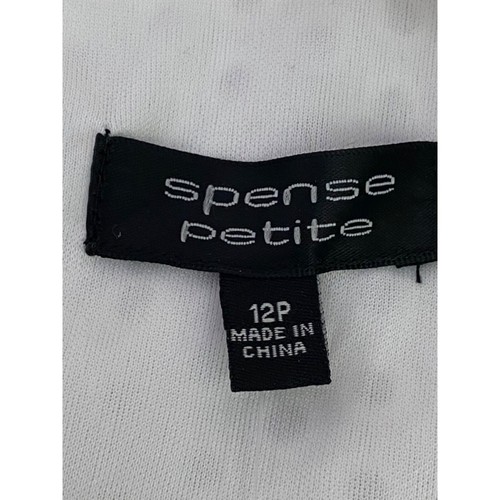 spense
petite
12P
MADE IN
CHINA